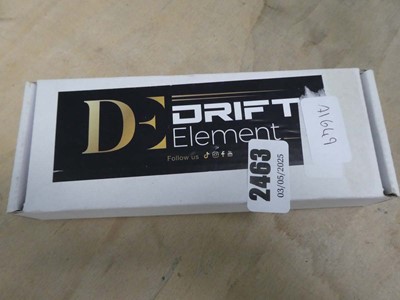 DE
DRIFT
Element
Follow us
2463
03/05/2025
A1649